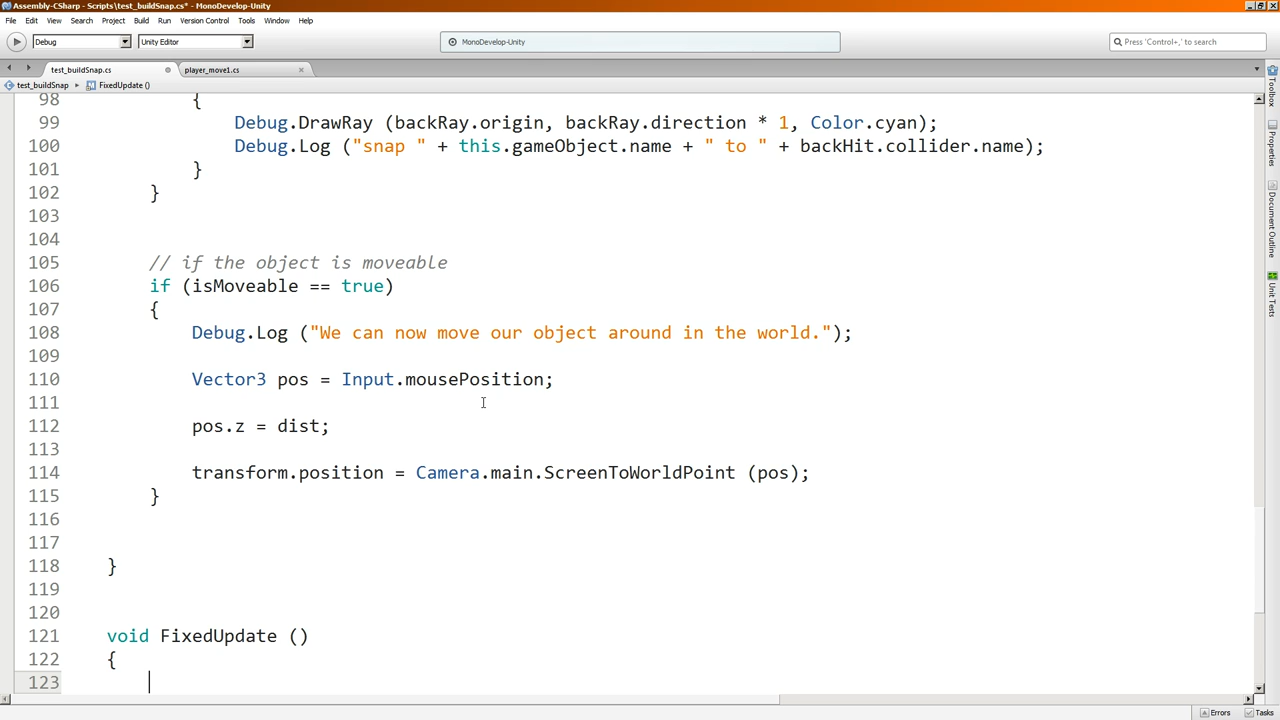 Assembly-CSharp - Scripts\test_buildSnap.cs* - MonoDevelop-Unity
File Edit View Search Project Build Run Version Control Tools Window Help
Debug Unity Editor MonoDevelop-Unity Press 'Control+,' to search
test_buildSnap.cs player_move1.cs
test_buildSnap FixedUpdate ()
98 {
99 Debug.DrawRay (backRay.origin, backRay.direction * 1, Color.cyan);
100 Debug.Log ("snap " + this.gameObject.name + " to " + backHit.collider.name);
101 }
102 }
103
104
105 // if the object is moveable
106 if (isMoveable == true)
107 {
108 Debug.Log ("We can now move our object around in the world.");
109
110 Vector3 pos = Input.mousePosition;
111
112 pos.z = dist;
113
114 transform.position = Camera.main.ScreenToWorldPoint (pos);
115 }
116
117
118 }
119
120
121 void FixedUpdate ()
122 {
123
Toolbox
Properties
Document Outline
Unit Tests
Errors Tasks